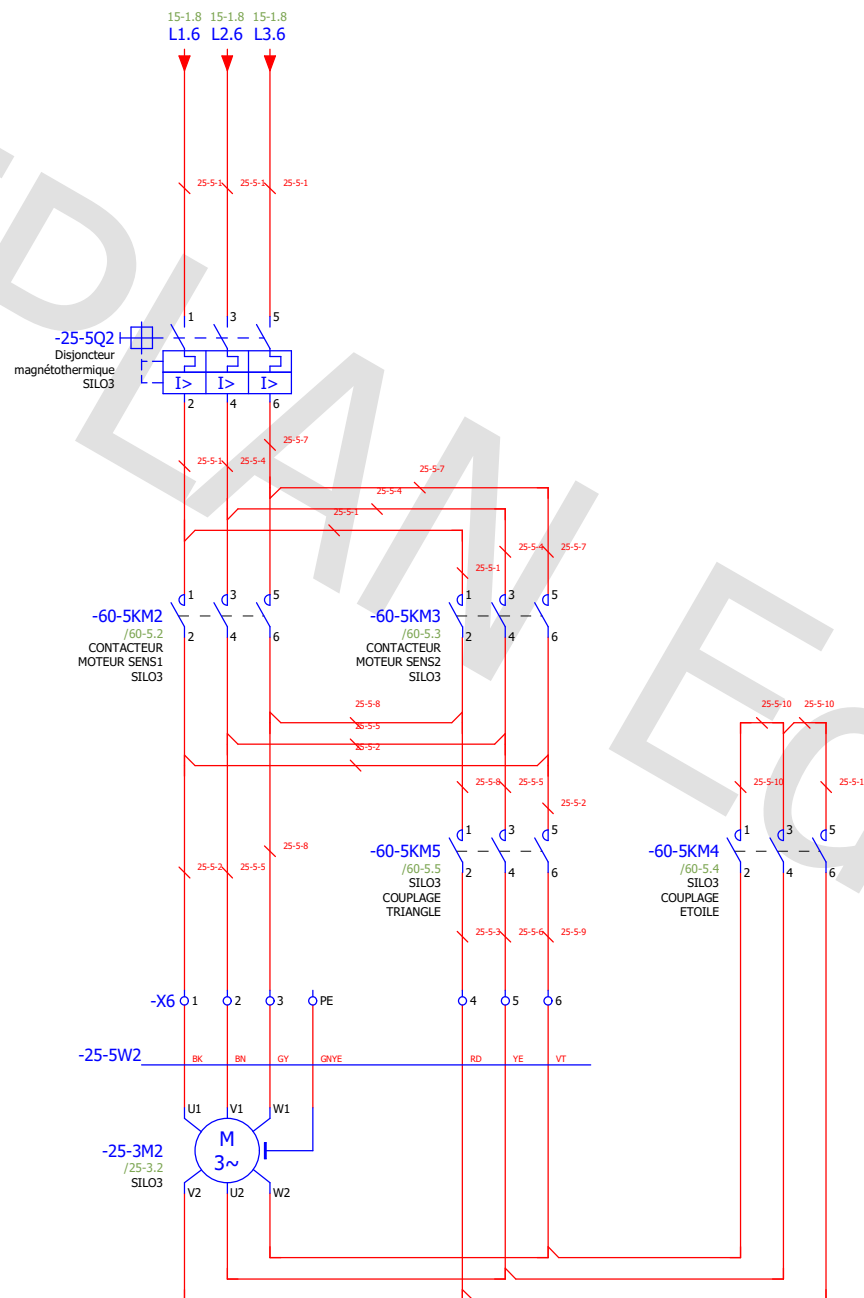 15-1.8 15-1.8 15-1.8
L1.6 L2.6 L3.6
25-5-1 25-5-1 25-5-1
1 3 5
-25-5Q2
Disjoncteur
magnétothermique
SILO3
I> I> I>
2 4 6
25-5-7
25-5-1 25-5-4
25-5-7
25-5-4
25-5-1
25-5-4 25-5-7
25-5-1
1 3 5
-60-5KM2
/60-5.2
CONTACTEUR
MOTEUR SENS1
SILO3
2 4 6
1 3 5
-60-5KM3
/60-5.3
CONTACTEUR
MOTEUR SENS2
SILO3
2 4 6
25-5-8
25-5-5
25-5-2
25-5-10 25-5-10
25-5-8 25-5-5
25-5-2
25-5-10 25-5-1
1 3 5
-60-5KM5
/60-5.5
SILO3
COUPLAGE
TRIANGLE
2 4 6
1 3 5
-60-5KM4
/60-5.4
SILO3
COUPLAGE
ETOILE
2 4 6
25-5-8
25-5-2 25-5-5
25-5-3 25-5-6 25-5-9
-X6 1 2 3 PE 4 5 6
-25-5W2
BK BN GY GNYE RD YE VT
U1 V1 W1
M
3~
-25-3M2
/25-3.2
SILO3
V2 U2 W2